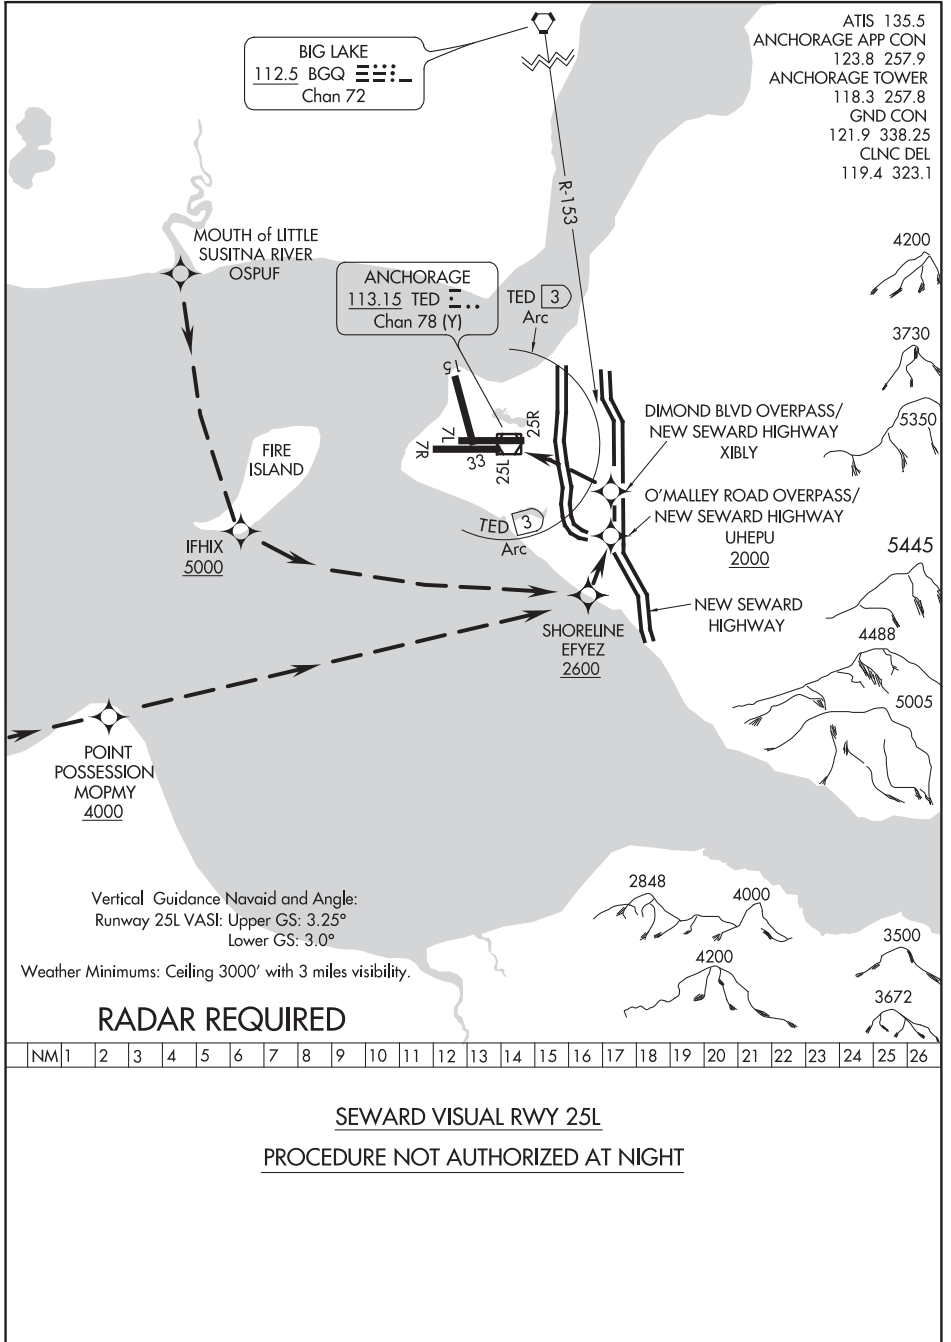 BIG LAKE
112.5 BGQ
Chan 72
ATIS 135.5
ANCHORAGE APP CON
123.8 257.9
ANCHORAGE TOWER
118.3 257.8
GND CON
121.9 338.25
CLNC DEL
119.4 323.1
R-153
MOUTH of LITTLE
SUSITNA RIVER
OSPUF
ANCHORAGE
113.15 TED
Chan 78 (Y)
TED 3
Arc
4200
3730
5350
15
7L
7R
33
25L
25R
DIMOND BLVD OVERPASS/
NEW SEWARD HIGHWAY
XIBLY
FIRE
ISLAND
O'MALLEY ROAD OVERPASS/
NEW SEWARD HIGHWAY
UHEPU
2000
TED 3
Arc
IFHIX
5000
5445
NEW SEWARD
HIGHWAY
SHORELINE
EFYEZ
2600
4488
5005
POINT
POSSESSION
MOPMY
4000
Vertical Guidance Navaid and Angle:
Runway 25L VASI: Upper GS: 3.25°
Lower GS: 3.0°
Weather Minimums: Ceiling 3000' with 3 miles visibility.
2848
4000
4200
3500
3672
RADAR REQUIRED
NM 1 2 3 4 5 6 7 8 9 10 11 12 13 14 15 16 17 18 19 20 21 22 23 24 25 26
SEWARD VISUAL RWY 25L
PROCEDURE NOT AUTHORIZED AT NIGHT